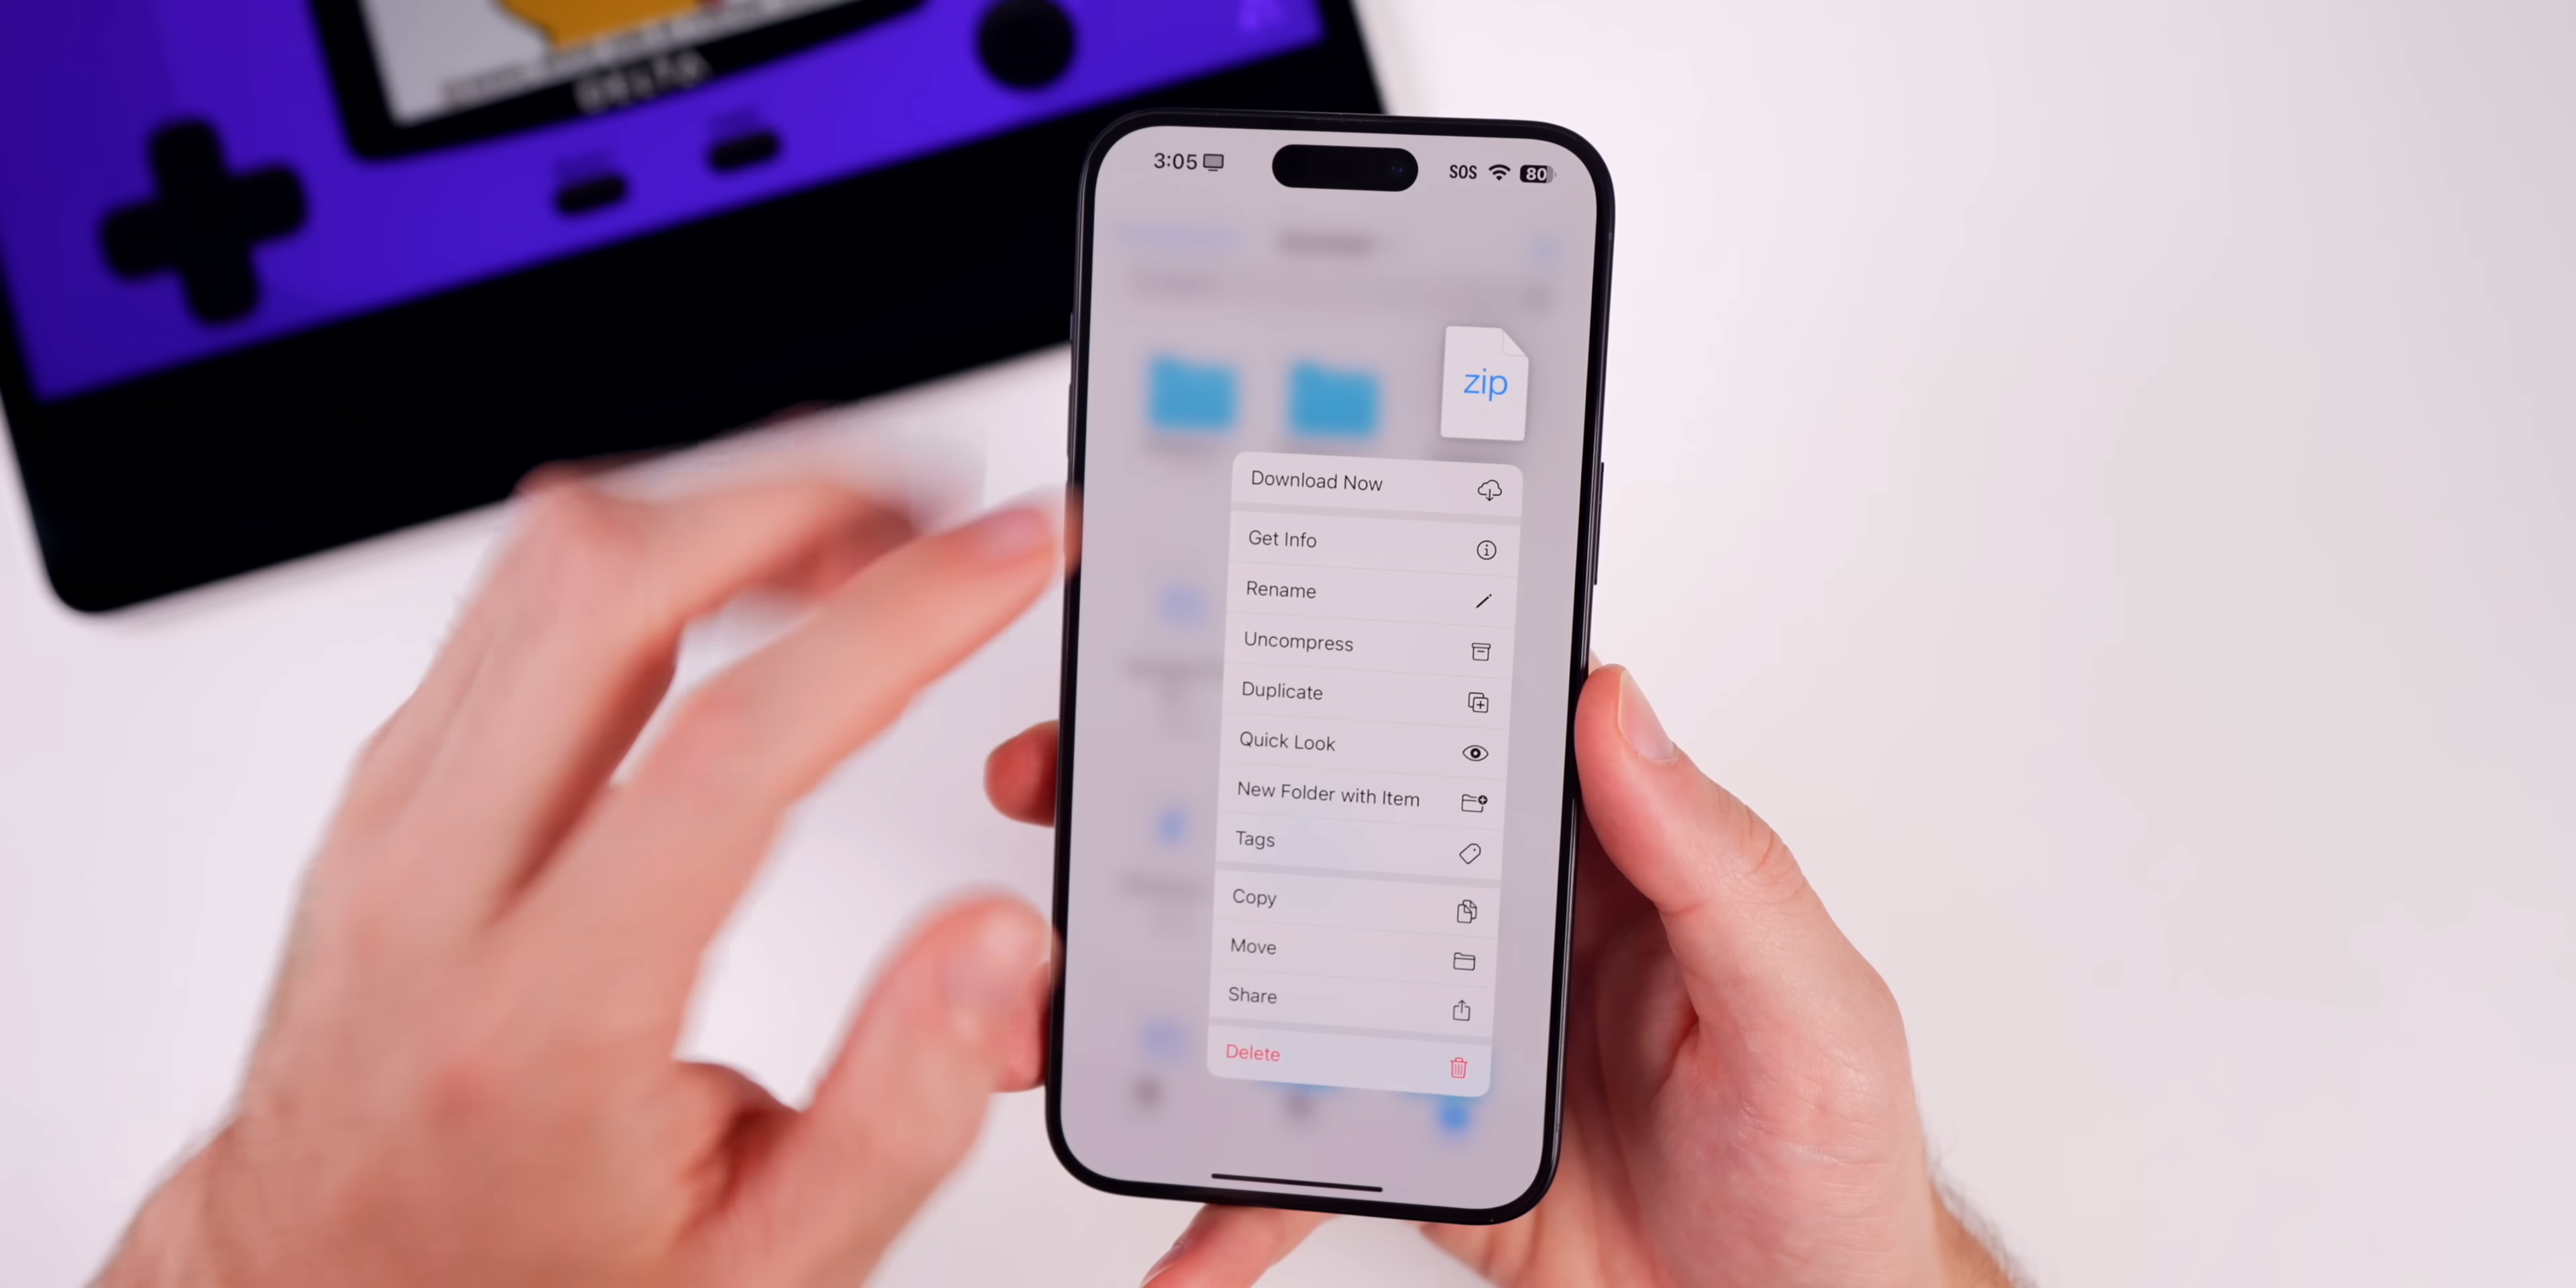 DELTA
3:05
SOS
80
zip
Download Now
Get Info
Rename
Uncompress
Duplicate
Quick Look
New Folder with Item
Tags
Copy
Move
Share
Delete